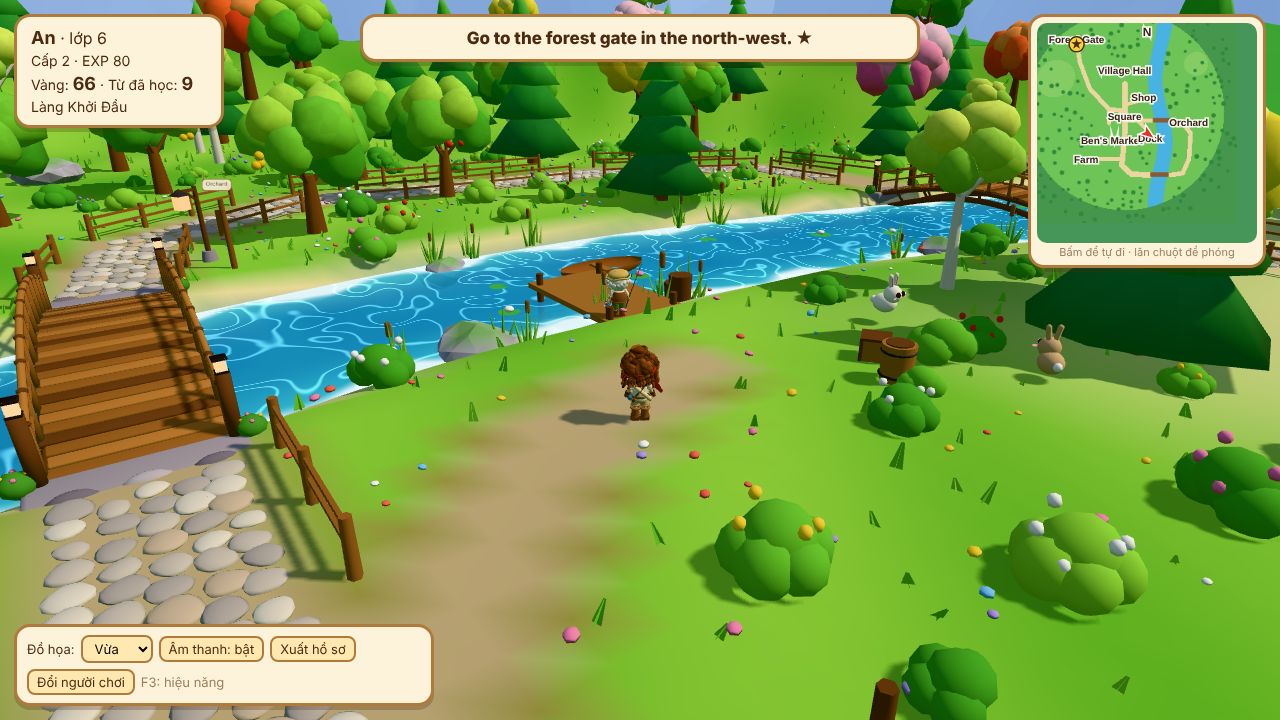 An · lớp 6
Cấp 2 · EXP 80
Vàng: 66 · Từ đã học: 9
Làng Khởi Đầu
Go to the forest gate in the north-west. ★
N
Gate
Village Hall
Shop
Square
Orchard
Ben's Marke
Dock
Farm
Bấm để tự đi · lăn chuột để phóng
Orchard
Đồ họa: Vừa Âm thanh: bật Xuất hồ sơ
Đổi người chơi F3: hiệu năng